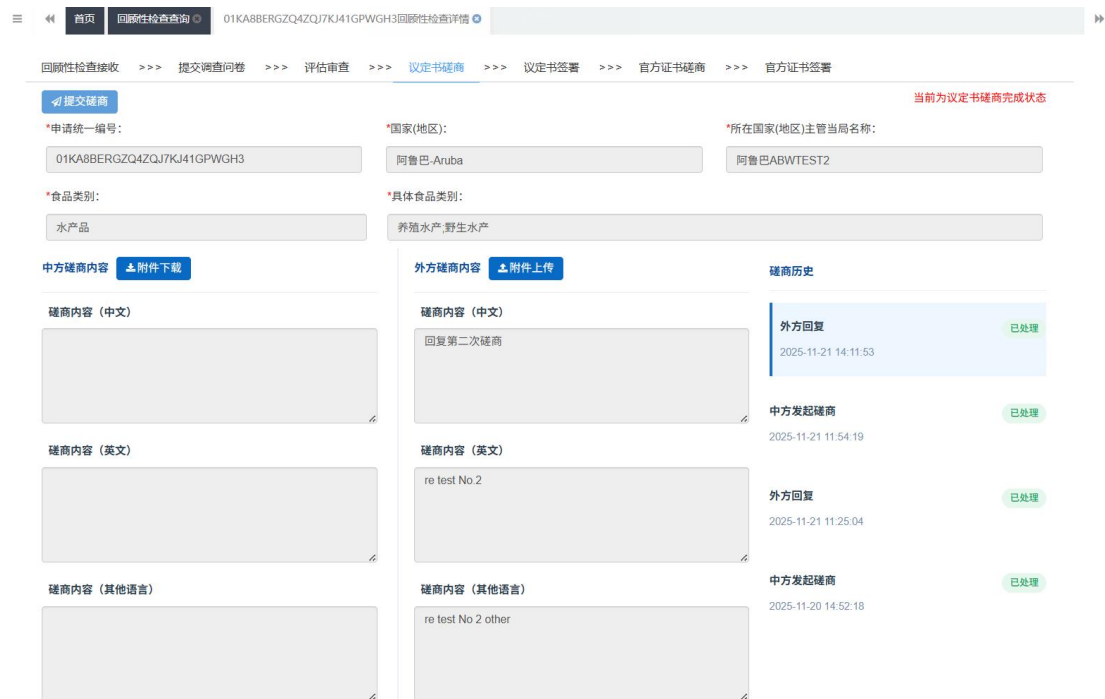 首页 回顾性检查查询 01KA8BERGZQ4ZQJ7KJ41GPWGH3回顾性检查详情
回顾性检查接收 >>> 提交调查问卷 >>> 评估审查 >>> 议定书磋商 >>> 议定书签署 >>> 官方证书磋商 >>> 官方证书签署
提交磋商
当前为议定书磋商完成状态
*申请统一编号: *国家(地区): *所在国家(地区)主管当局名称:
01KA8BERGZQ4ZQJ7KJ41GPWGH3 阿鲁巴-Aruba 阿鲁巴ABWTEST2
*食品类别: *具体食品类别:
水产品 养殖水产;野生水产
中方磋商内容 附件下载
磋商内容（中文）
磋商内容（英文）
磋商内容（其他语言）
外方磋商内容 附件上传
磋商内容（中文）
回复第二次磋商
磋商内容（英文）
re test No.2
磋商内容（其他语言）
re test No 2 other
磋商历史
外方回复 已处理
2025-11-21 14:11:53
中方发起磋商 已处理
2025-11-21 11:54:19
外方回复 已处理
2025-11-21 11:25:04
中方发起磋商 已处理
2025-11-20 14:52:18